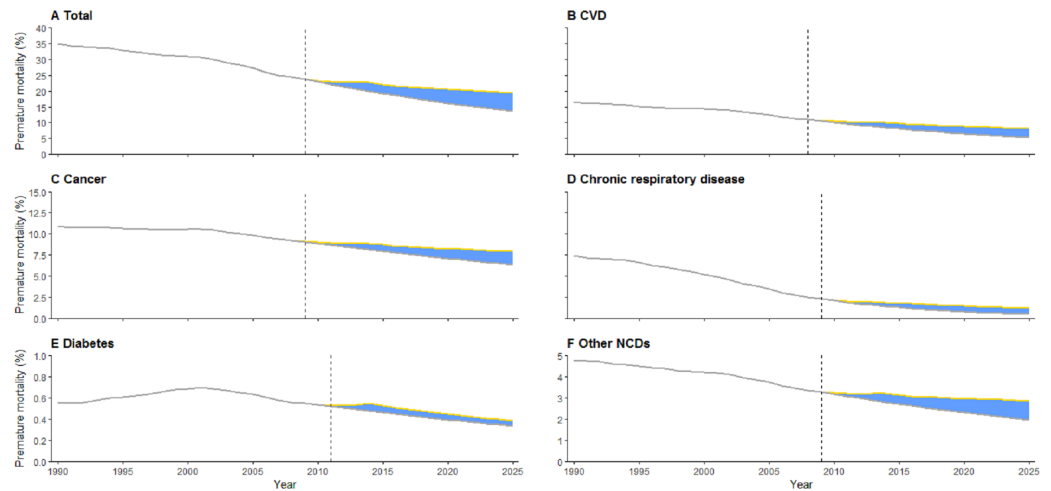 A Total
B CVD
Premature mortality (%)
40
35
30
25
20
15
10
5
0
C Cancer
D Chronic respiratory disease
Premature mortality (%)
15.0
12.5
10.0
7.5
5.0
2.5
0.0
E Diabetes
F Other NCDs
Premature mortality (%)
1.0
0.8
0.6
0.4
0.2
0.0
5
4
3
2
1
0
1990 1995 2000 2005 2010 2015 2020 2025
1990 1995 2000 2005 2010 2015 2020 2025
Year
Year